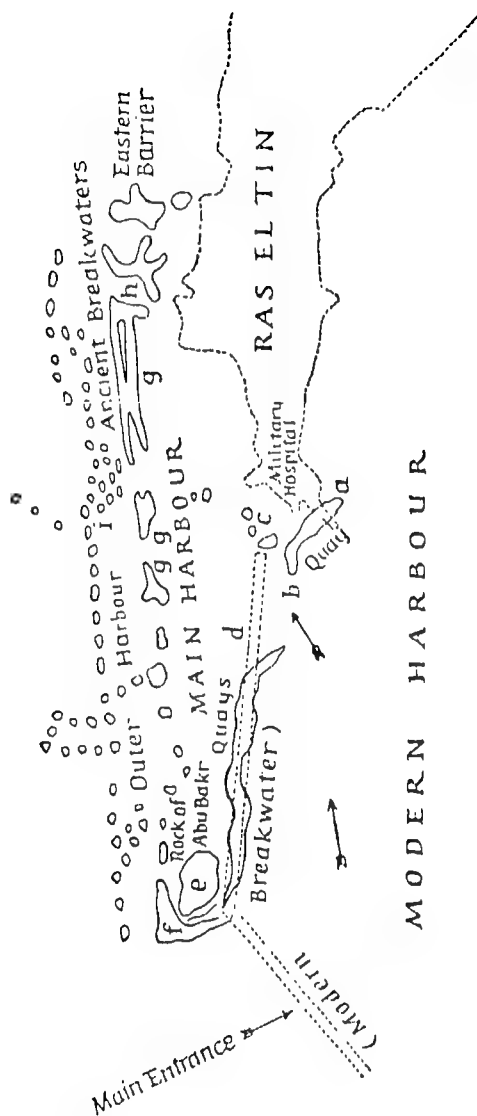 Eastern
Barrier
Ancient Breakwaters
h
g
RAS EL TIN
I
g
g
Military
Hospital
a
C
Quay
b
Outer Harbour
MAIN HARBOUR
d
Quays
Rock of
Abu Bakr
e
f
(Modern Breakwater)
Main Entrance
MODERN HARBOUR